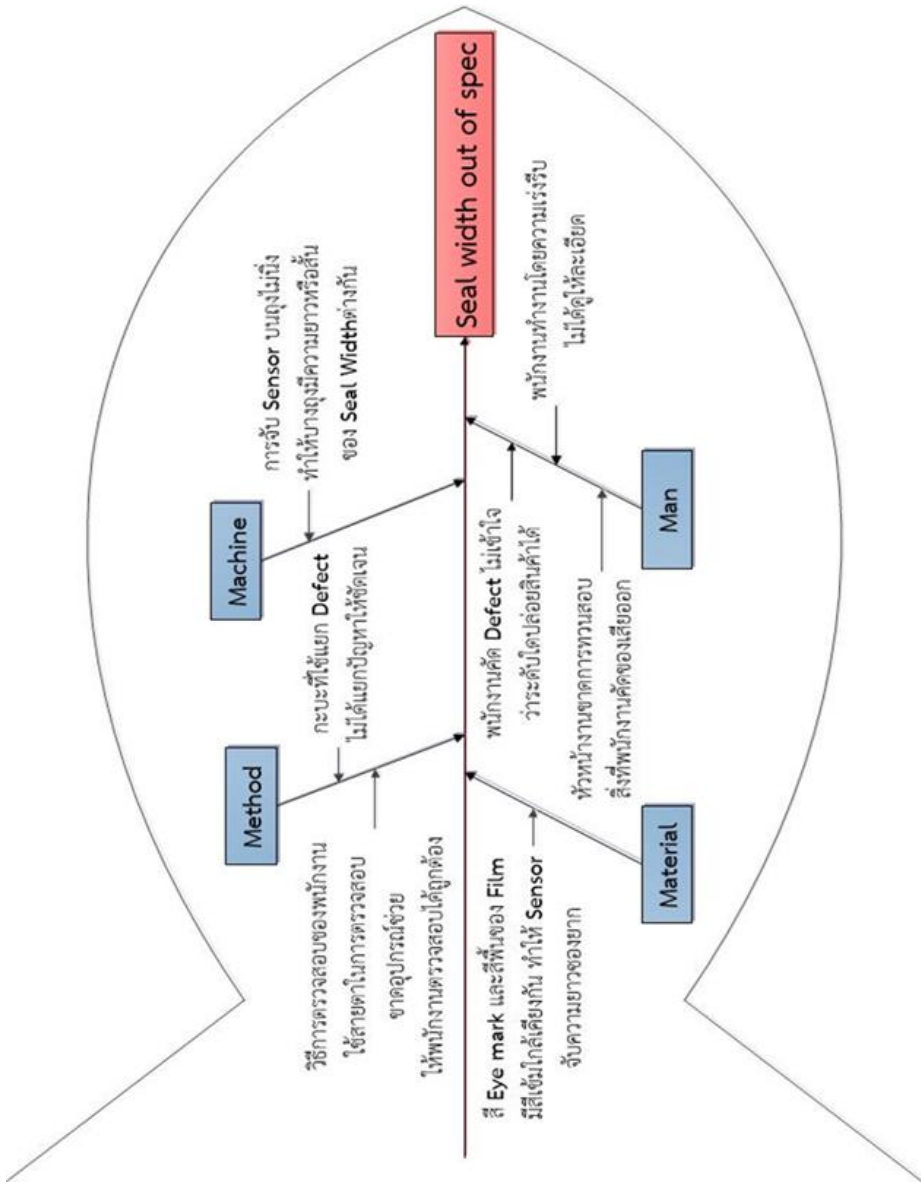 Method
Machine
กะบะที่ใช้แยก Defect
ไม่ได้แยกปัญหาให้ชัดเจน
วิธีการตรวจสอบของพนักงาน
ใช้สายตาในการตรวจสอบ
ขาดอุปกรณ์ช่วย
ให้พนักงานตรวจสอบได้ถูกต้อง
การจับ Sensor บนถุงไม่นิ่ง
ทำให้บางถุงมีความยาวหรือสั้น
ของ Seal Widthต่างกัน
Seal width out of spec
สี Eye mark และสีพื้นของ Film
มีสีเข้มใกล้เคียงกัน ทำให้ Sensor
จับความยาวซองยาก
พนักงานคัด Defect ไม่เข้าใจ
ว่าระดับใดปล่อยสินค้าได้
พนักงานทำงานโดยความเร่งรีบ
ไม่ได้ดูให้ละเอียด
หัวหน้างานขาดการทวนสอบ
สิ่งที่พนักงานคัดของเสียออก
Material
Man